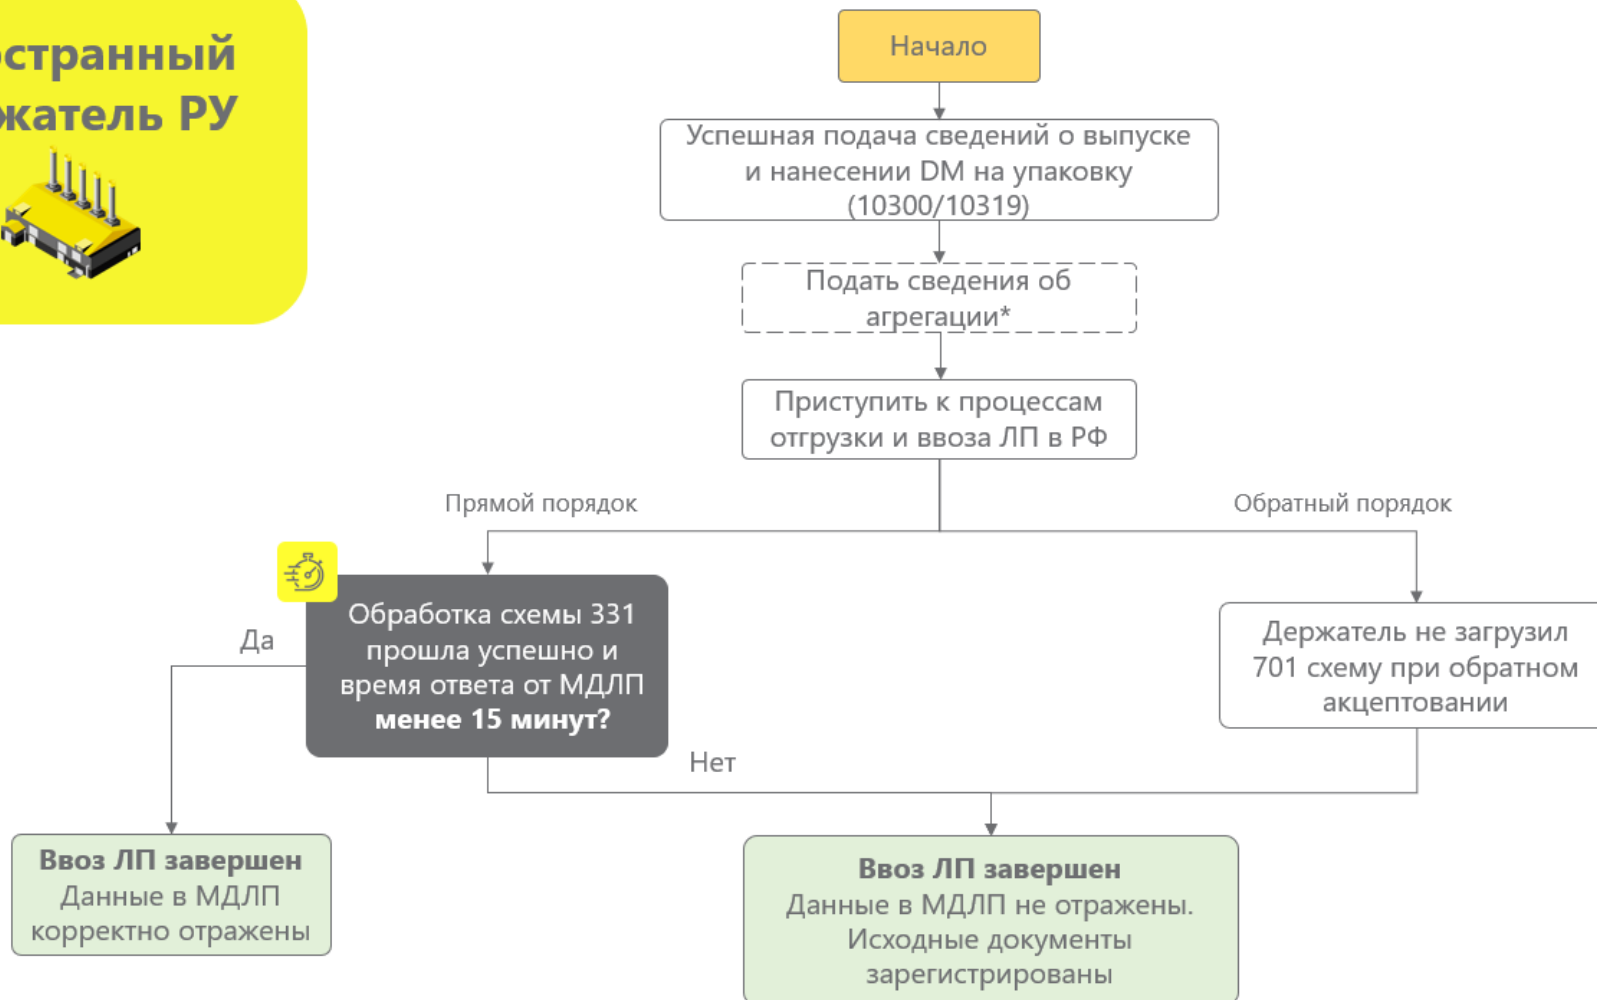 остранный
жатель РУ
Начало
Успешная подача сведений о выпуске
и нанесении DM на упаковку
(10300/10319)
Подать сведения об
агрегации*
Приступить к процессам
отгрузки и ввоза ЛП в РФ
Прямой порядок
Обратный порядок
Обработка схемы 331
прошла успешно и
время ответа от МДЛП
менее 15 минут?
Да
Нет
Держатель не загрузил
701 схему при обратном
акцептовании
Ввоз ЛП завершен
Данные в МДЛП
корректно отражены
Ввоз ЛП завершен
Данные в МДЛП не отражены.
Исходные документы
зарегистрированы